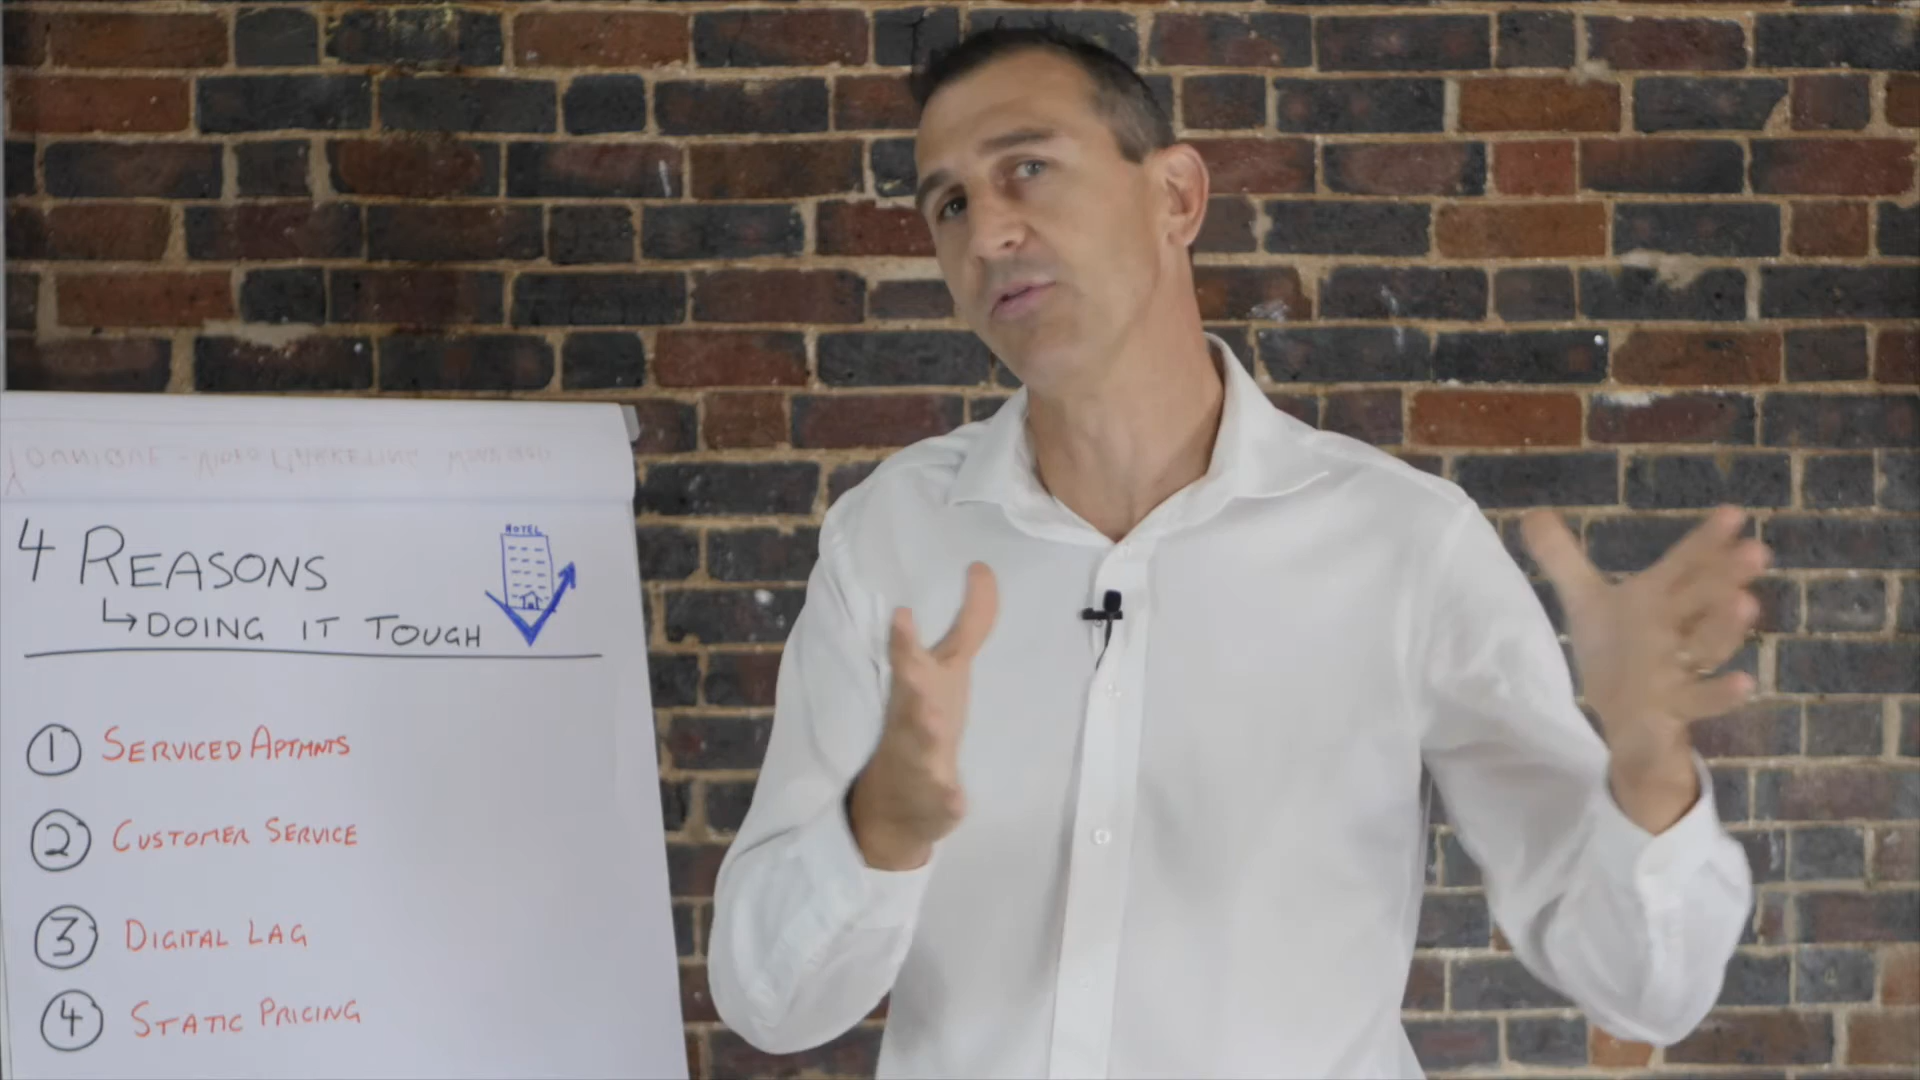 4 REASONS
HOTEL
↳ DOING IT TOUGH
1 SERVICED APTMNTS
2 CUSTOMER SERVICE
3 DIGITAL LAG
4 STATIC PRICING